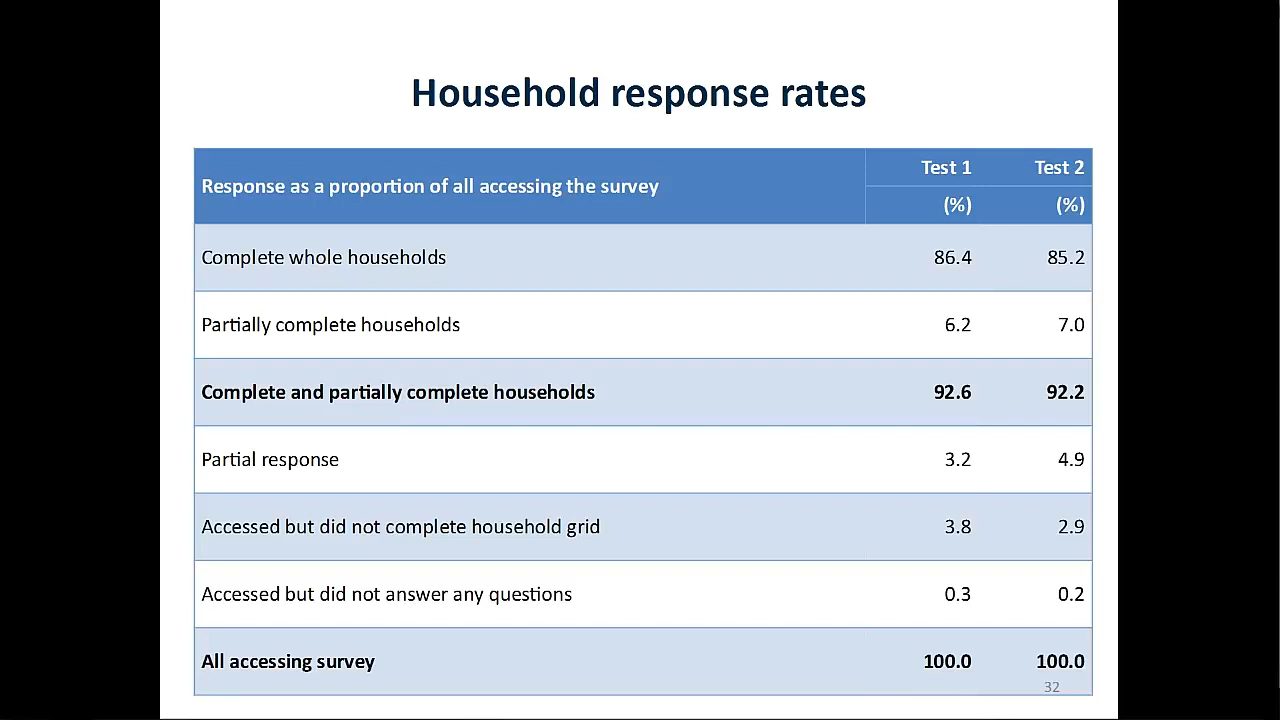 Household response rates
Response as a proportion of all accessing the survey Test 1 Test 2
(%) (%)
Complete whole households 86.4 85.2
Partially complete households 6.2 7.0
Complete and partially complete households 92.6 92.2
Partial response 3.2 4.9
Accessed but did not complete household grid 3.8 2.9
Accessed but did not answer any questions 0.3 0.2
All accessing survey 100.0 100.0
32